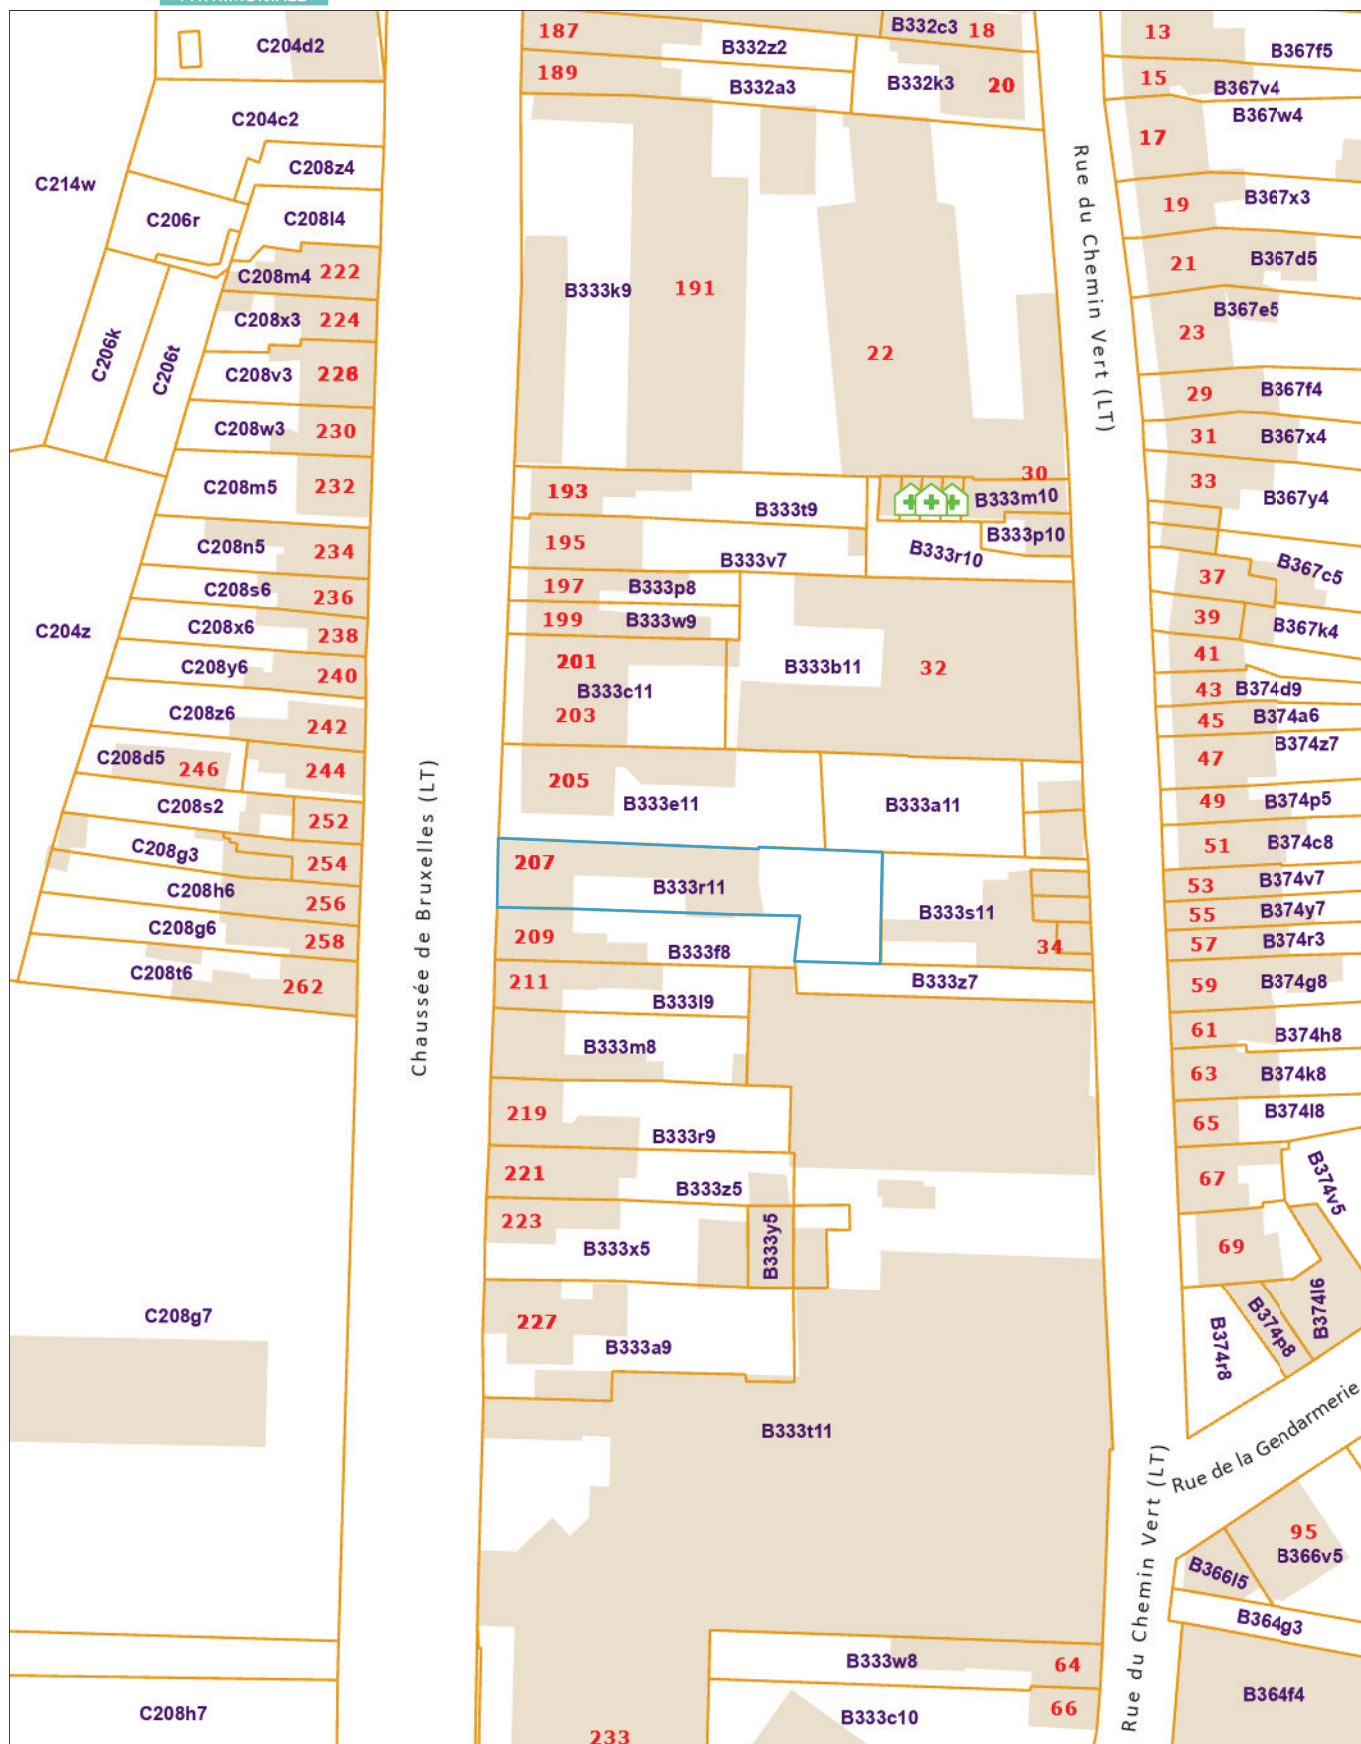 187
B332z2
B332c3 18
13
B367f5
C204d2
189
B332a3
B332k3
20
15
B367v4
C204c2
B367w4
17
C208z4
C214w
C206r
C208l4
19
B367x3
Rue du Chemin Vert (LT)
C208m4 222
B333k9
191
21
B367d5
C208x3
224
B367e5
23
C206k
C206t
22
C208v3
228
29
B367f4
C208w3
230
31
B367x4
C208m5
232
193
B333t9
30
B333m10
33
B367y4
C208n5
234
195
B333v7
B333r10
B333p10
B367c5
C208s6
236
197
B333p8
37
C208x6
238
199
B333w9
39
B367k4
C204z
C208y6
240
201
B333c11
203
B333b11
32
41
C208z6
242
43
B374d9
45
B374a6
B374z7
C208d5
246
244
47
205
B333e11
B333a11
49
B374p5
C208s2
252
Chaussée de Bruxelles (LT)
51
B374c8
C208g3
254
207
B333r11
53
B374v7
C208h6
256
B333s11
55
B374y7
C208g6
258
209
B333f8
34
57
B374r3
C208t6
262
211
B333l9
B333z7
59
B374g8
B333m8
61
B374h8
63
B374k8
219
B333r9
65
B374l8
221
B333z5
67
B374v5
223
B333x5
B333y5
69
C208g7
227
B333a9
B374r8
B374p8
B374l6
Rue de la Gendarmerie
B333t11
Rue du Chemin Vert (LT)
95
B366v5
B366l5
B364g3
B333w8
64
B364f4
C208h7
B333c10
66
233